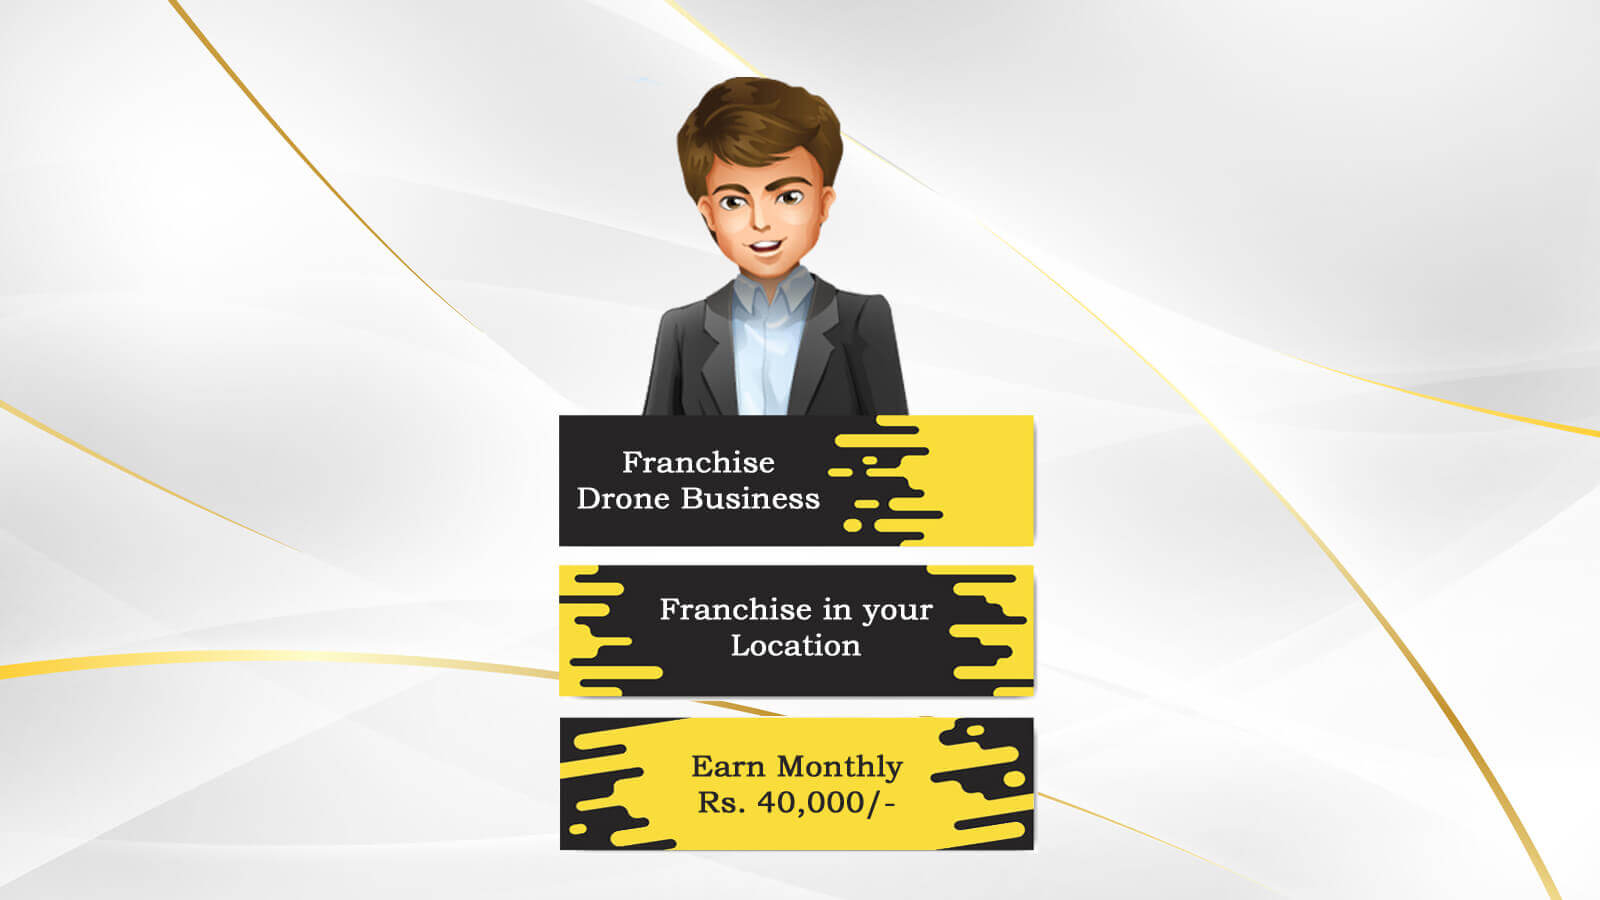 Franchise
Drone Business
Franchise in your
Location
Earn Monthly
Rs. 40,000/-